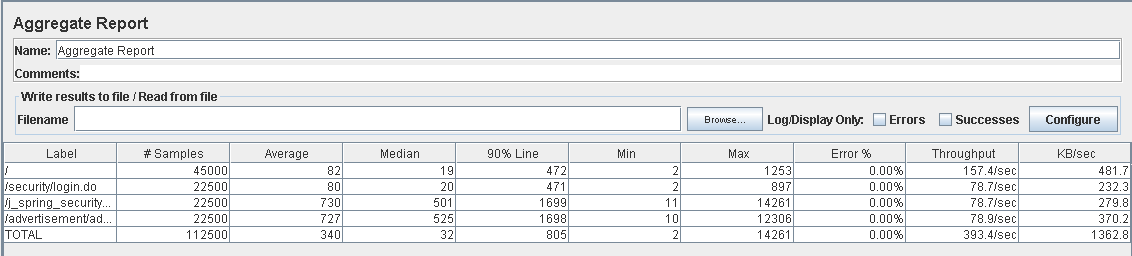 Aggregate Report
Name: Aggregate Report
Comments:
Write results to file / Read from file
Filename Browse... Log/Display Only: Errors Successes Configure
Label # Samples Average Median 90% Line Min Max Error % Throughput KB/sec
/ 45000 82 19 472 2 1253 0.00% 157.4/sec 481.7
/security/login.do 22500 80 20 471 2 897 0.00% 78.7/sec 232.3
/j_spring_security... 22500 730 501 1699 11 14261 0.00% 78.7/sec 279.8
/advertisement/ad... 22500 727 525 1698 10 12306 0.00% 78.9/sec 370.2
TOTAL 112500 340 32 805 2 14261 0.00% 393.4/sec 1362.8